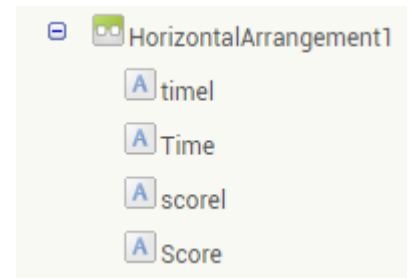 HorizontalArrangement1
A timel
A Time
A scorel
A Score